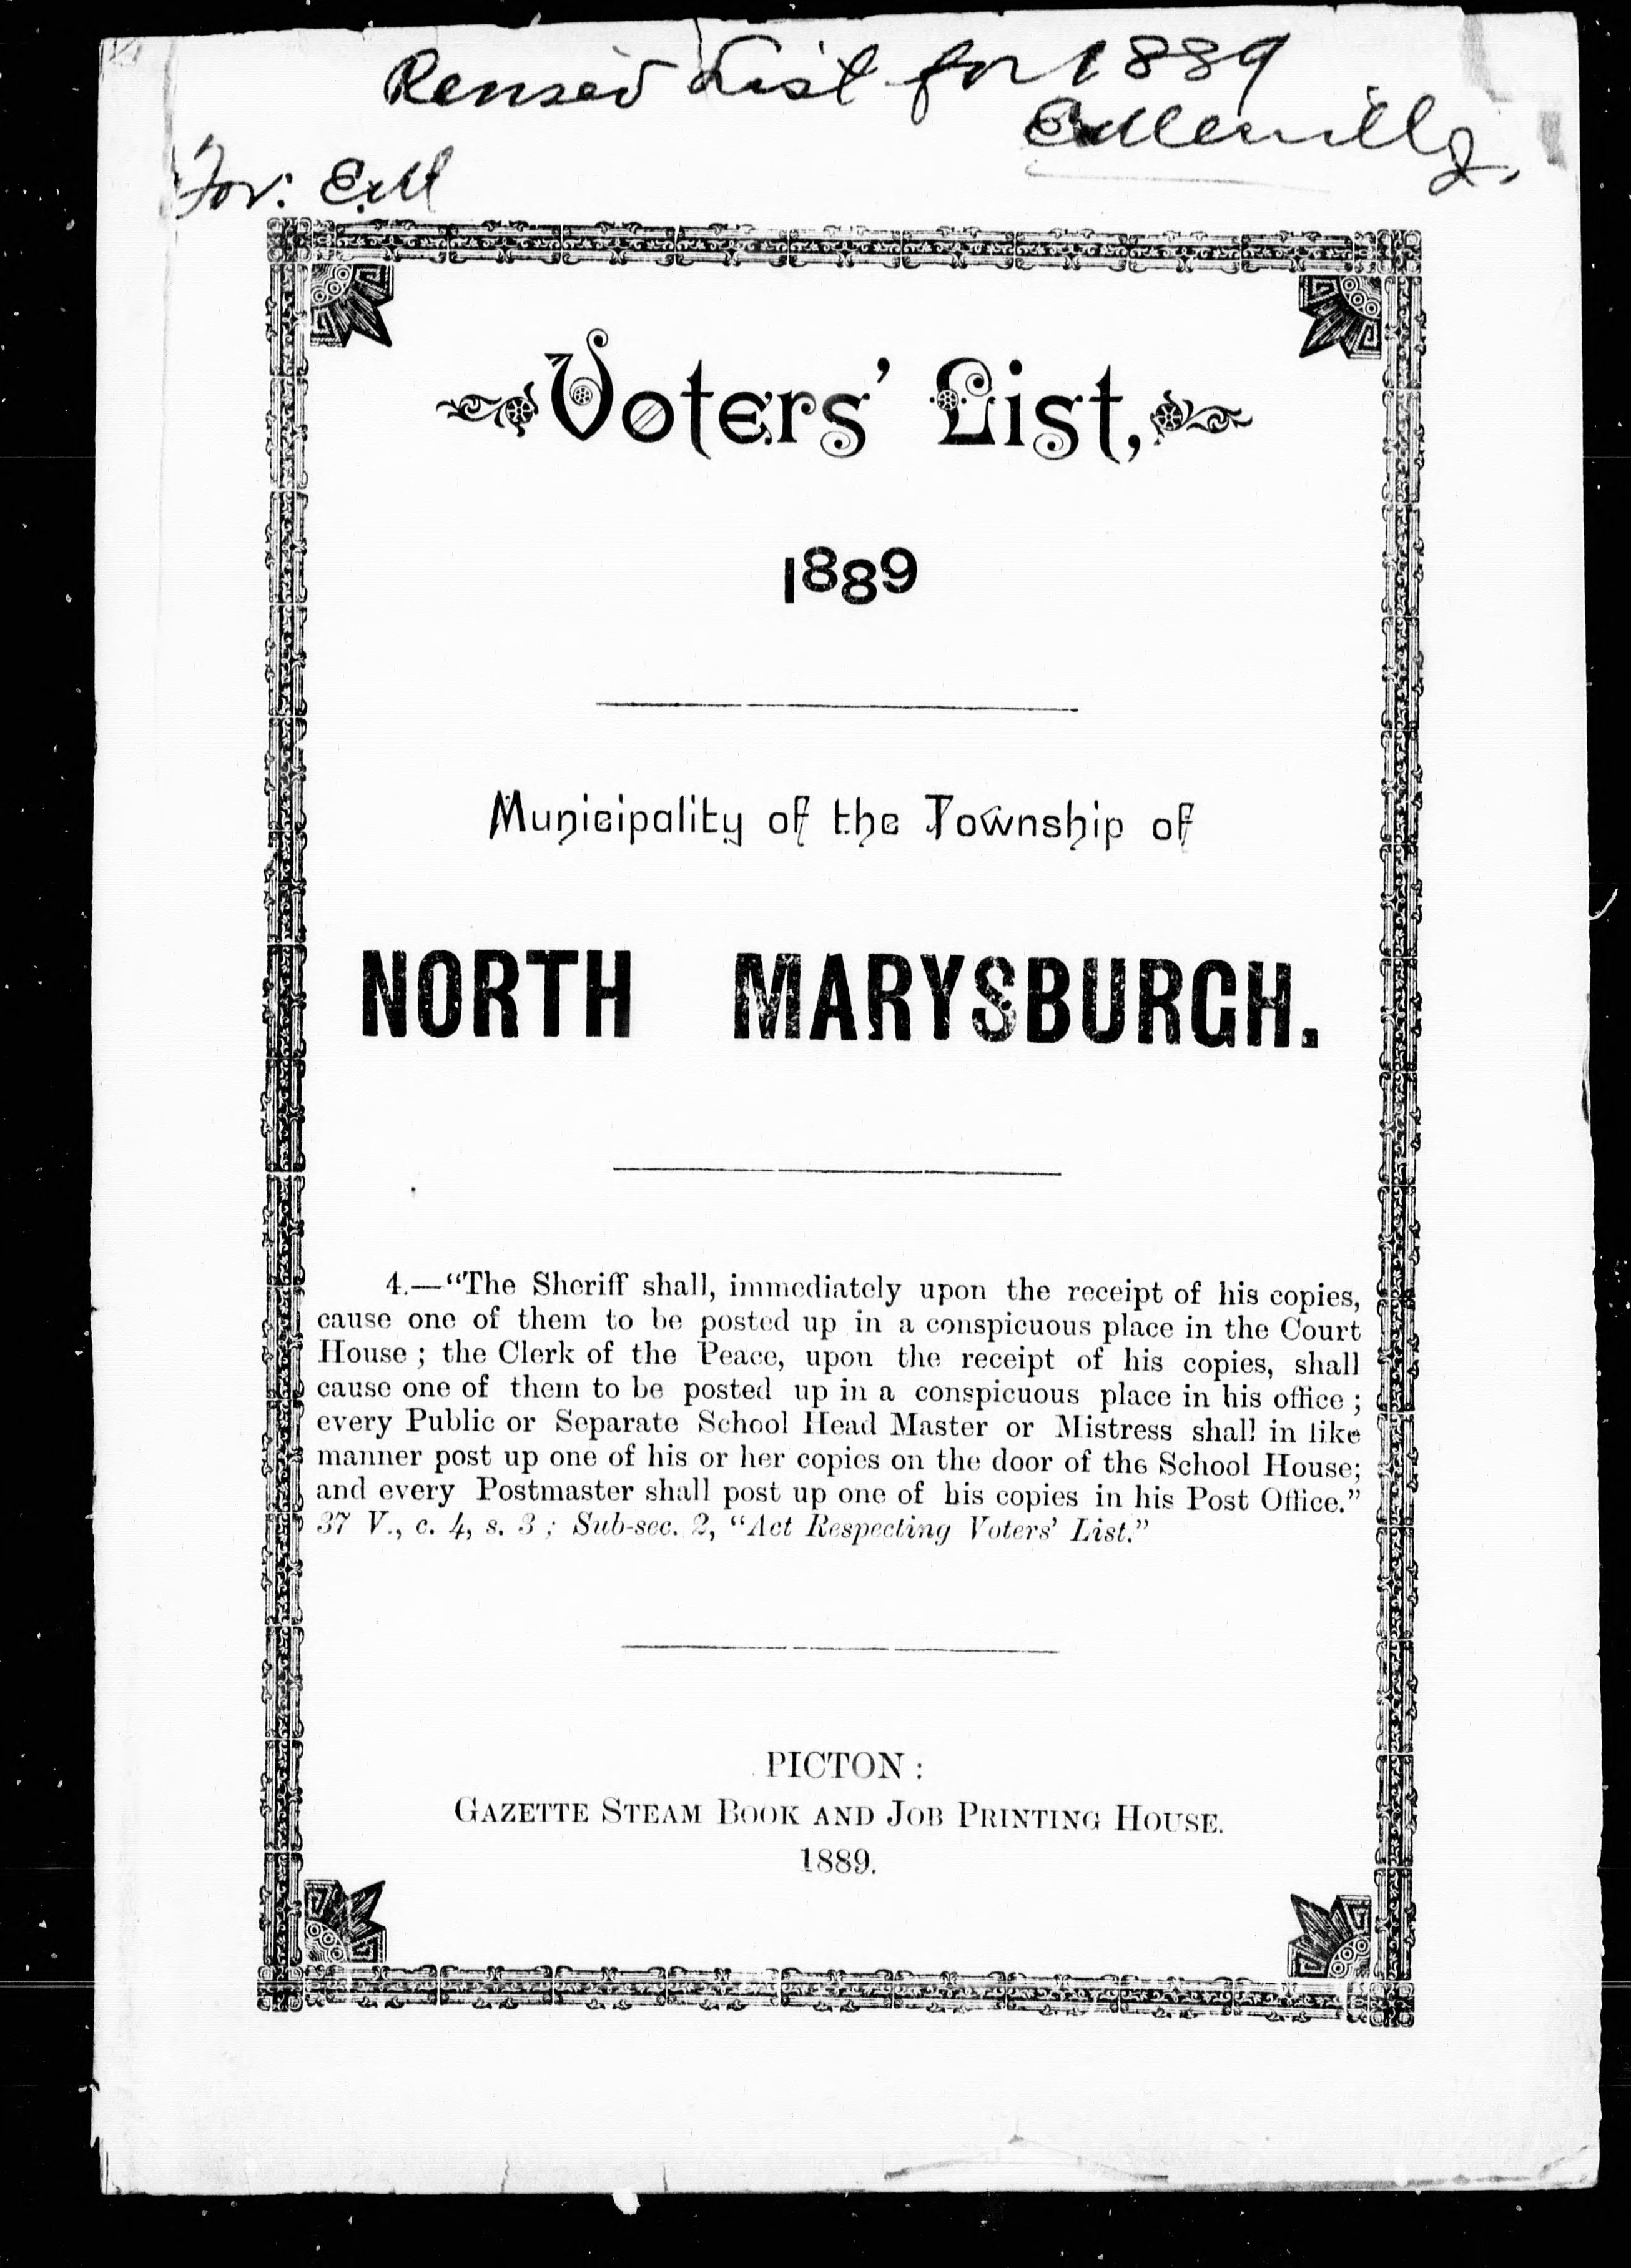 Revised List for 1889
For:
Voters' List,
1889
Municipality of the Township of
NORTH MARYSBURGH.
4.—“The Sheriff shall, immediately upon the receipt of his copies,
cause one of them to be posted up in a conspicuous place in the Court
House ; the Clerk of the Peace, upon the receipt of his copies, shall
cause one of them to be posted up in a conspicuous place in his office ;
every Public or Separate School Head Master or Mistress shall in like
manner post up one of his or her copies on the door of the School House;
and every Postmaster shall post up one of his copies in his Post Office.”
37 V., c. 4, s. 3 ; Sub-sec. 2, “Act Respecting Voters’ List.”
PICTON :
GAZETTE STEAM BOOK AND JOB PRINTING HOUSE.
1889.